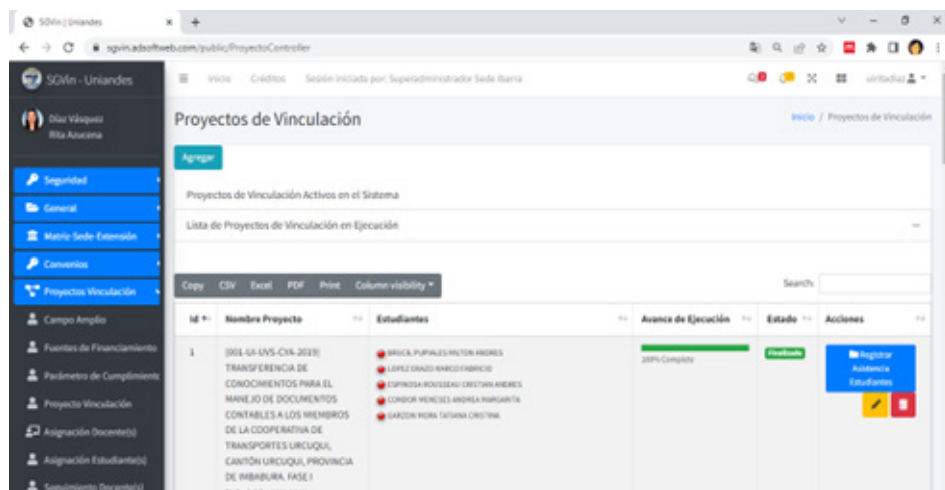 SGVin | Uniandes
sgvin.adsoftweb.com/public/ProyectoController
SGVin - Uniandes
Inicio Créditos Sesión iniciada por: Superadministrador Sede Ibarra
Díaz Vásquez
Rita Azucena
Proyectos de Vinculación
Inicio / Proyectos de Vinculación
Agregar
Seguridad
General
Matriz-Sede-Extensión
Convenios
Proyectos Vinculación
Campo Amplio
Fuentes de Financiamiento
Parámetro de Cumplimiento
Proyecto Vinculación
Asignación Docente(s)
Asignación Estudiante(s)
Seguimiento Docente(s)
Proyectos de Vinculación Activos en el Sistema
Lista de Proyectos de Vinculación en Ejecución
Copy CSV Excel PDF Print Column visibility
Search:
Id Nombre Proyecto Estudiantes Avance de Ejecución Estado Acciones
1
[001-UI-UVS-CYA-2019]
TRANSFERENCIA DE
CONOCIMIENTOS PARA EL
MANEJO DE DOCUMENTOS
CONTABLES A LOS MIEMBROS
DE LA COOPERATIVA DE
TRANSPORTES URCUQUI,
CANTÓN URCUQUI, PROVINCIA
DE IMBABURA. FASE I
PUPIALES MILTON ANDRES
LOPEZ ERAZO MARCO FABRICIO
ESPINOSA ROUSSEAU CRISTIAN ANDRES
CONDOR MENESES ANDREA MARGARITA
GARZON MORA TATIANA CRISTINA
100% Complete
Finalizado
Registrar
Asistencia
Estudiantes